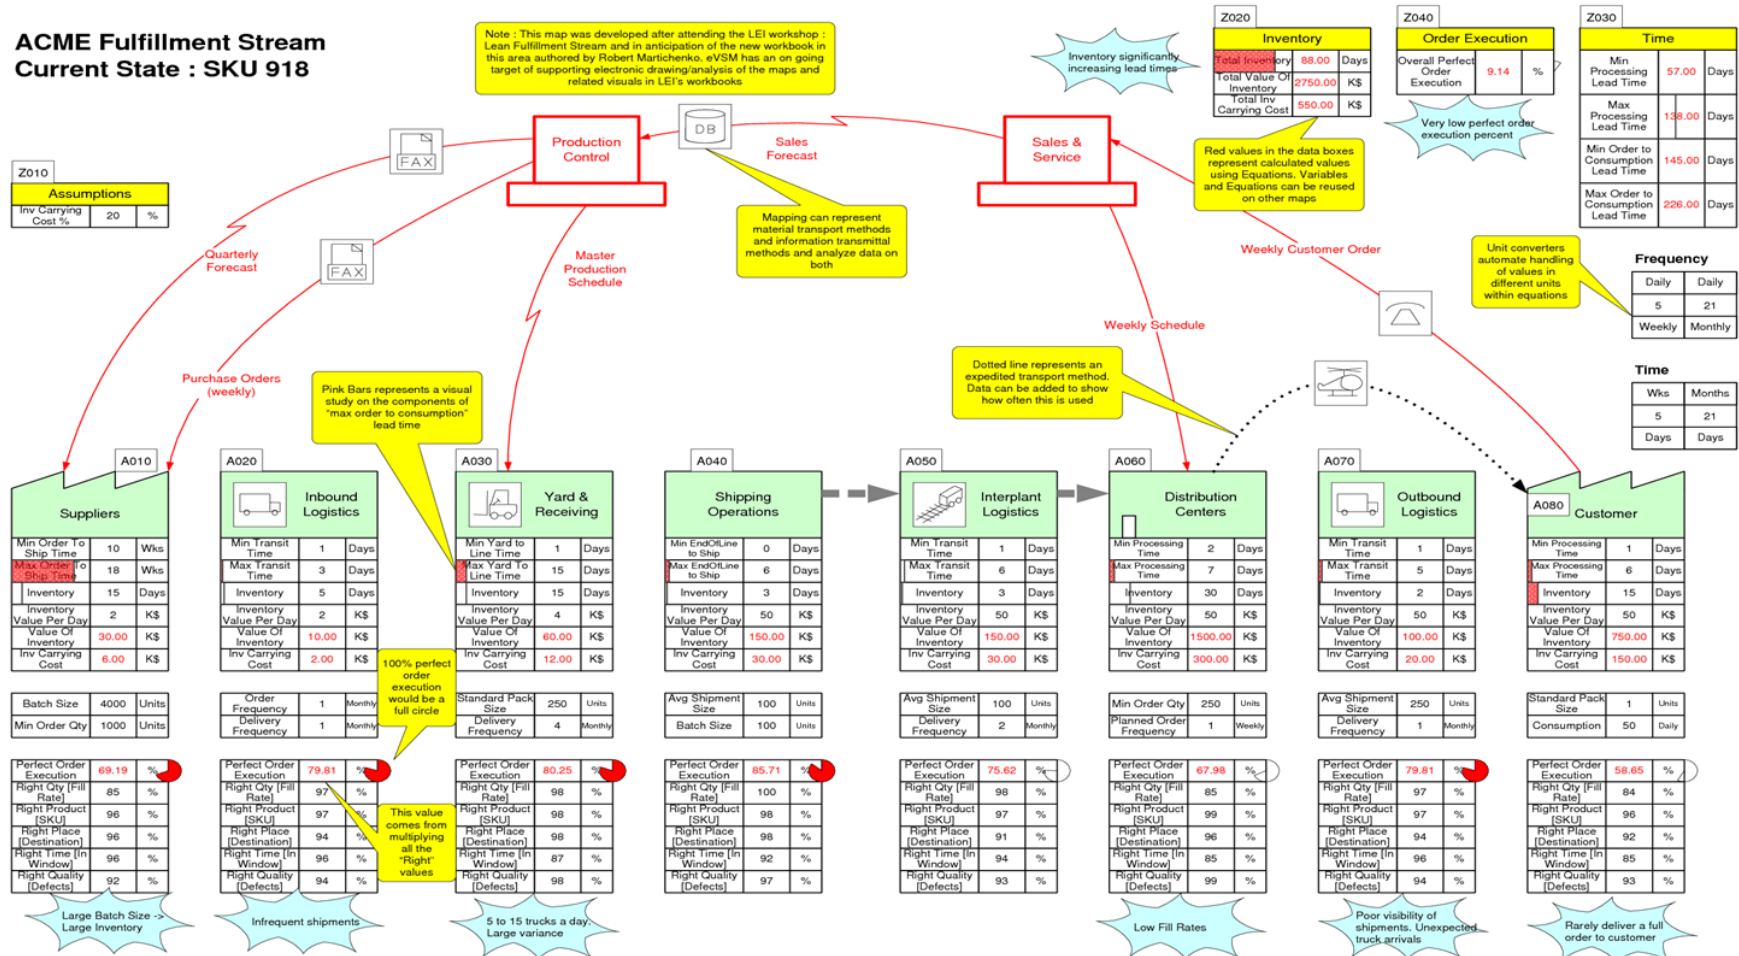 ACME Fulfillment Stream
Current State : SKU 918
Note : This map was developed after attending the LEI workshop :
Lean Fulfillment Stream and in anticipation of the new workbook in
this area authored by Robert Martichenko. eVSM has an on going
target of supporting electronic drawing/analysis of the maps and
related visuals in LEI's workbooks
Inventory significantly
increasing lead times
Z020
Inventory
Total Inventory 88.00 Days
Total Value Of
Inventory 2750.00 K$
Total Inv
Carrying Cost 550.00 K$
Z040
Order Execution
Overall Perfect
Order
Execution 9.14 %
Very low perfect order
execution percent
Z030
Time
Min
Processing
Lead Time 57.00 Days
Max
Processing
Lead Time 138.00 Days
Min Order to
Consumption
Lead Time 145.00 Days
Max Order to
Consumption
Lead Time 226.00 Days
Z010
Assumptions
Inv Carrying
Cost % 20 %
FAX
FAX
Production
Control
DB
Sales
Forecast
Sales &
Service
Red values in the data boxes
represent calculated values
using Equations. Variables
and Equations can be reused
on other maps
Mapping can represent
material transport methods
and information transmittal
methods and analyze data on
both
Quarterly
Forecast
Master
Production
Schedule
Weekly Customer Order
Unit converters
automate handling
of values in
different units
within equations
Frequency
Daily Daily
5 21
Weekly Monthly
Time
Wks Months
5 21
Days Days
Weekly Schedule
Purchase Orders
(weekly)
Pink Bars represents a visual
study on the components of
"max order to consumption"
lead time
Dotted line represents an
expedited transport method.
Data can be added to show
how often this is used
A010
Suppliers
Min Order To
Ship Time 10 Wks
Max Order To
Ship Time 18 Wks
Inventory 15 Days
Inventory
Value Per Day 2 K$
Value Of
Inventory 30.00 K$
Inv Carrying
Cost 6.00 K$
Batch Size 4000 Units
Min Order Qty 1000 Units
Perfect Order
Execution 69.19 %
Right Qty [Fill
Rate] 85 %
Right Product
[SKU] 96 %
Right Place
[Destination] 96 %
Right Time [In
Window] 96 %
Right Quality
[Defects] 92 %
Large Batch Size ->
Large Inventory
A020
Inbound
Logistics
Min Transit
Time 1 Days
Max Transit
Time 3 Days
Inventory 5 Days
Inventory
Value Per Day 2 K$
Value Of
Inventory 10.00 K$
Inv Carrying
Cost 2.00 K$
Order
Frequency 1 Monthly
Delivery
Frequency 1 Monthly
Perfect Order
Execution 79.81 %
Right Qty [Fill
Rate] 97 %
Right Product
[SKU] 97 %
Right Place
[Destination] 94 %
Right Time [In
Window] 96 %
Right Quality
[Defects] 94 %
Infrequent shipments
100% perfect
order
execution
would be a
full circle
This value
comes from
multiplying
all the
"Right"
values
A030
Yard &
Receiving
Min Yard to
Line Time 1 Days
Max Yard To
Line Time 15 Days
Inventory 15 Days
Inventory
Value Per Day 4 K$
Value Of
Inventory 60.00 K$
Inv Carrying
Cost 12.00 K$
Standard Pack
Size 250 Units
Delivery
Frequency 4 Monthly
Perfect Order
Execution 80.25 %
Right Qty [Fill
Rate] 98 %
Right Product
[SKU] 98 %
Right Place
[Destination] 98 %
Right Time [In
Window] 87 %
Right Quality
[Defects] 98 %
5 to 15 trucks a day.
Large variance
A040
Shipping
Operations
Min EndOfLine
to Ship 0 Days
Max EndOfLine
to Ship 6 Days
Inventory 3 Days
Inventory
Value Per Day 50 K$
Value Of
Inventory 150.00 K$
Inv Carrying
Cost 30.00 K$
Avg Shipment
Size 100 Units
Batch Size 100 Units
Perfect Order
Execution 85.71 %
Right Qty [Fill
Rate] 100 %
Right Product
[SKU] 98 %
Right Place
[Destination] 98 %
Right Time [In
Window] 92 %
Right Quality
[Defects] 97 %
A050
Interplant
Logistics
Min Transit
Time 1 Days
Max Transit
Time 6 Days
Inventory 3 Days
Inventory
Value Per Day 50 K$
Value Of
Inventory 150.00 K$
Inv Carrying
Cost 30.00 K$
Avg Shipment
Size 100 Units
Delivery
Frequency 2 Monthly
Perfect Order
Execution 75.62 %
Right Qty [Fill
Rate] 98 %
Right Product
[SKU] 97 %
Right Place
[Destination] 91 %
Right Time [In
Window] 94 %
Right Quality
[Defects] 93 %
A060
Distribution
Centers
Min Processing
Time 2 Days
Max Processing
Time 7 Days
Inventory 30 Days
Inventory
Value Per Day 50 K$
Value Of
Inventory 1500.00 K$
Inv Carrying
Cost 300.00 K$
Min Order Qty 250 Units
Planned Order
Frequency 1 Weekly
Perfect Order
Execution 67.98 %
Right Qty [Fill
Rate] 85 %
Right Product
[SKU] 99 %
Right Place
[Destination] 96 %
Right Time [In
Window] 85 %
Right Quality
[Defects] 99 %
Low Fill Rates
A070
Outbound
Logistics
Min Transit
Time 1 Days
Max Transit
Time 5 Days
Inventory 2 Days
Inventory
Value Per Day 50 K$
Value Of
Inventory 100.00 K$
Inv Carrying
Cost 20.00 K$
Avg Shipment
Size 250 Units
Delivery
Frequency 1 Monthly
Perfect Order
Execution 79.81 %
Right Qty [Fill
Rate] 97 %
Right Product
[SKU] 97 %
Right Place
[Destination] 94 %
Right Time [In
Window] 96 %
Right Quality
[Defects] 94 %
Poor visibility of
shipments. Unexpected
truck arrivals
A080
Customer
Min Processing
Time 1 Days
Max Processing
Time 6 Days
Inventory 15 Days
Inventory
Value Per Day 50 K$
Value Of
Inventory 750.00 K$
Inv Carrying
Cost 150.00 K$
Standard Pack
Size 1 Units
Consumption 50 Daily
Perfect Order
Execution 58.65 %
Right Qty [Fill
Rate] 84 %
Right Product
[SKU] 96 %
Right Place
[Destination] 92 %
Right Time [In
Window] 85 %
Right Quality
[Defects] 93 %
Rarely deliver a full
order to customer